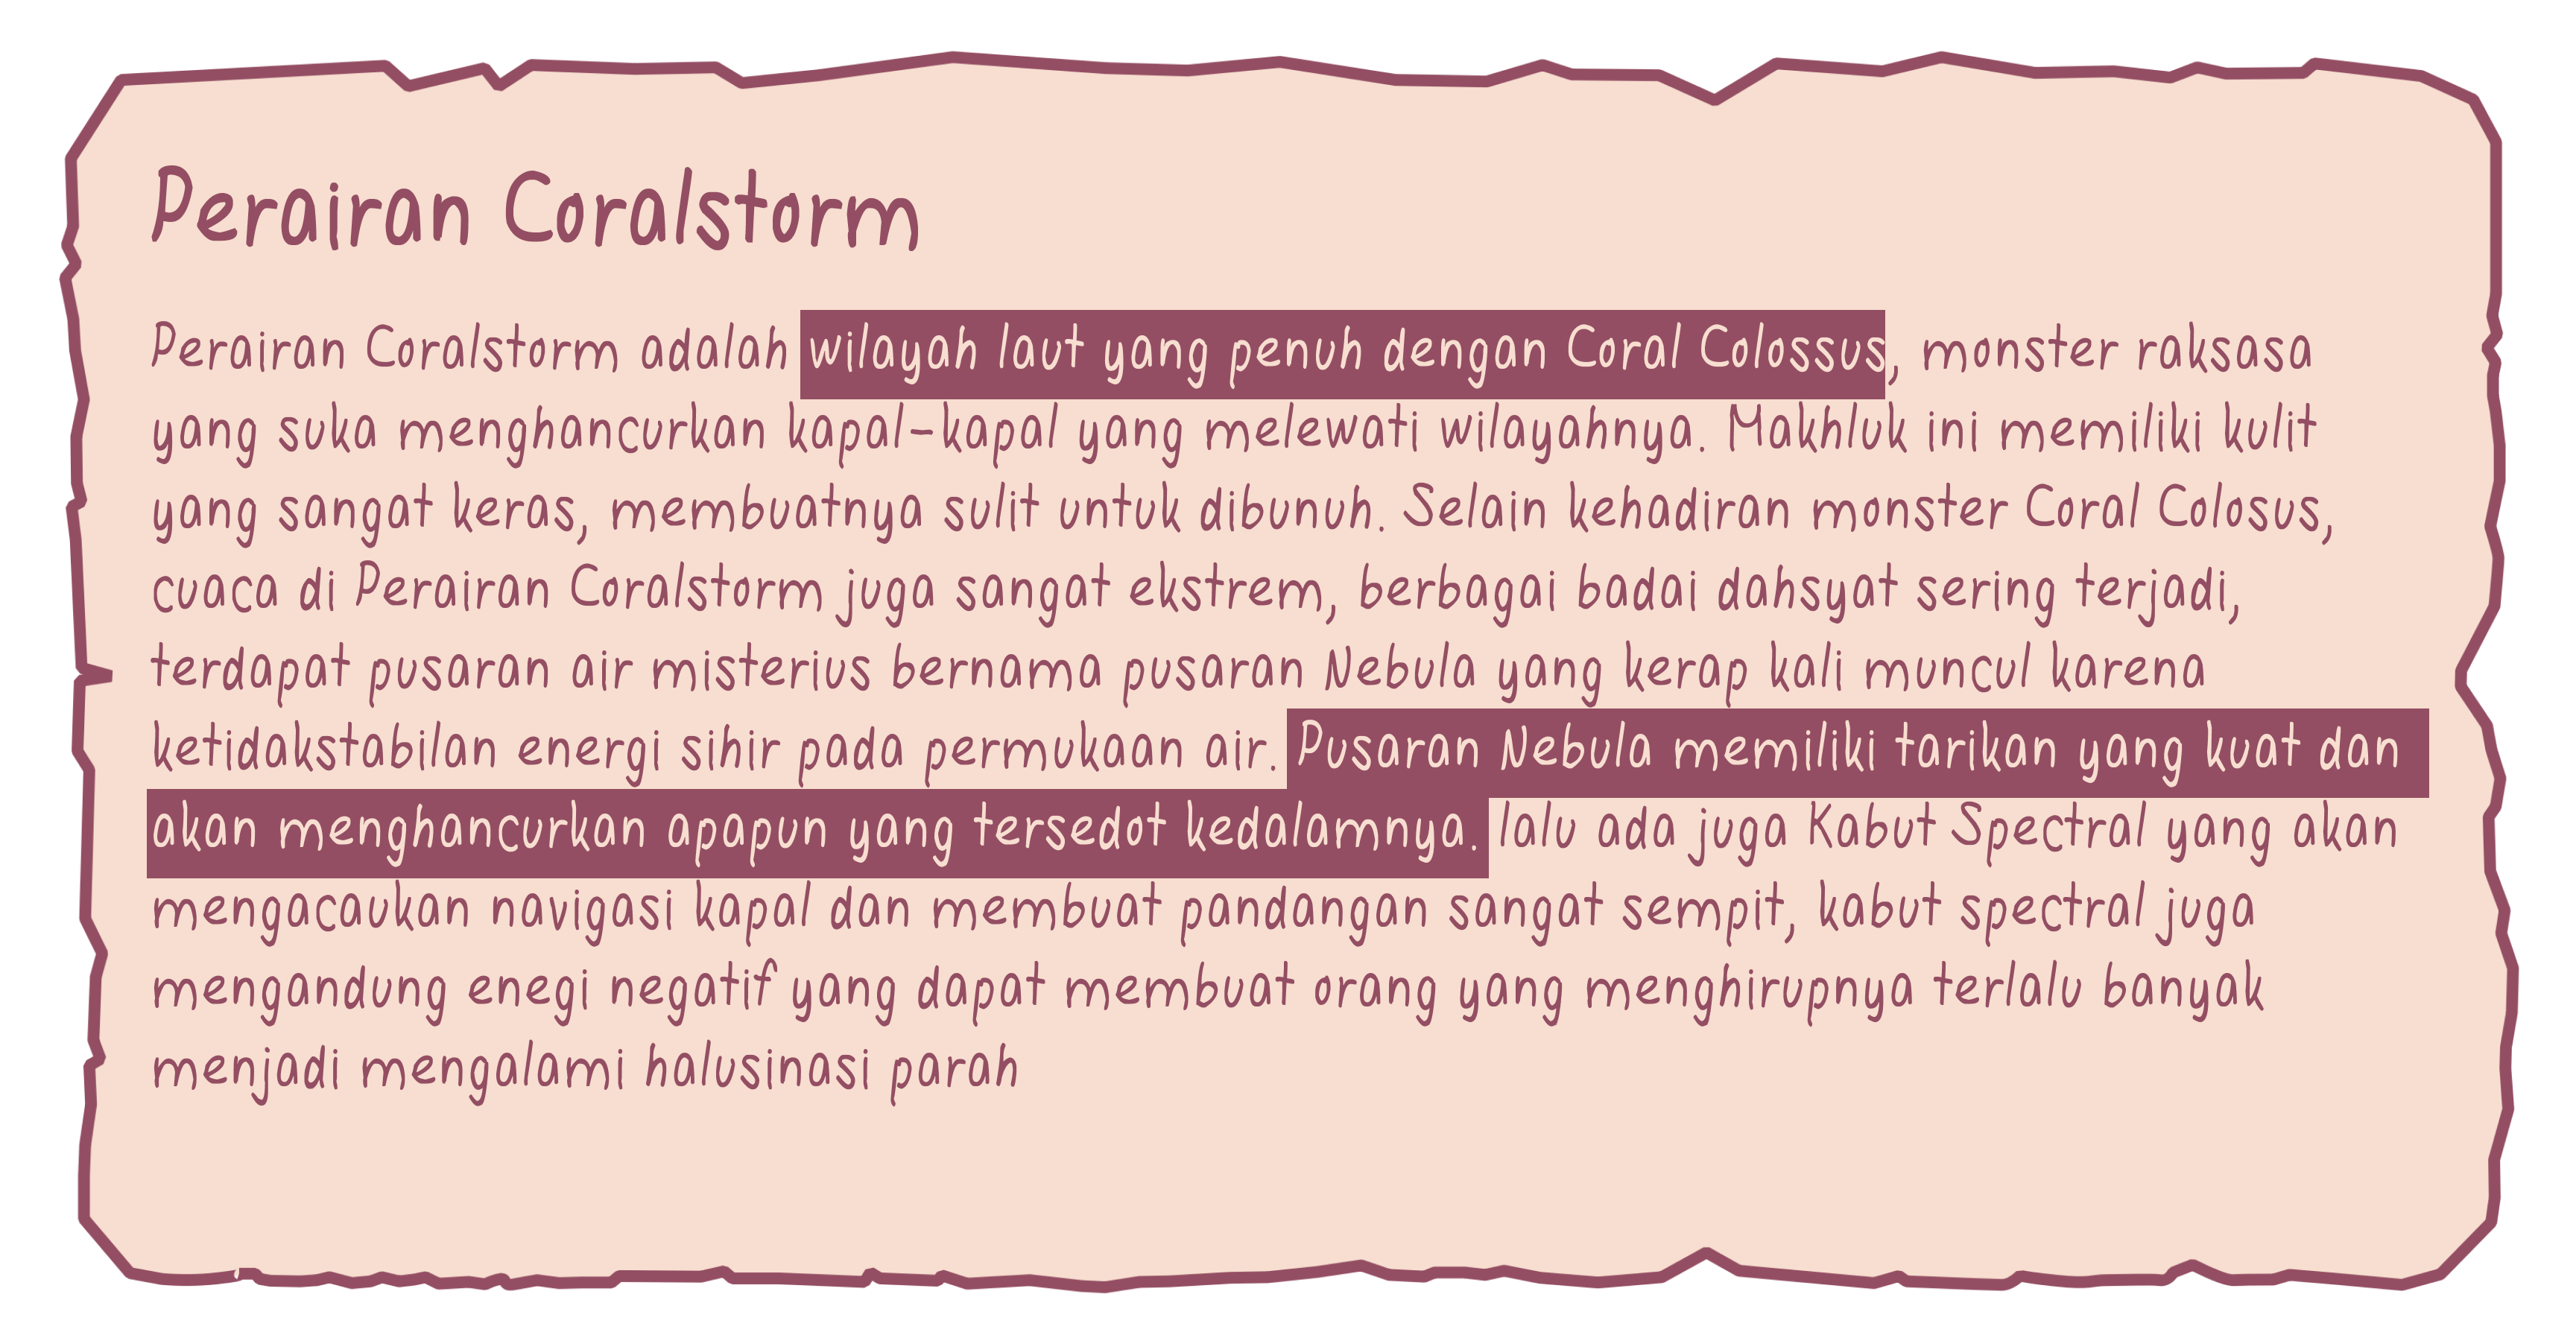 Perairan Coralstorm
Perairan Coralstorm adalah wilayah laut yang penuh dengan Coral Colossus, monster raksasa
yang suka menghancurkan kapal-kapal yang melewati wilayahnya. Makhluk ini memiliki kulit
yang sangat keras, membuatnya sulit untuk dibunuh. Selain kehadiran monster Coral Colosus,
cuaca di Perairan Coralstorm juga sangat ekstrem, berbagai badai dahsyat sering terjadi,
terdapat pusaran air misterius bernama pusaran Nebula yang kerap kali muncul karena
ketidakstabilan energi sihir pada permukaan air. Pusaran Nebula memiliki tarikan yang kuat dan
akan menghancurkan apapun yang tersedot kedalamnya. lalu ada juga Kabut Spectral yang akan
mengacaukan navigasi kapal dan membuat pandangan sangat sempit, kabut spectral juga
mengandung enegi negatif yang dapat membuat orang yang menghirupnya terlalu banyak
menjadi mengalami halusinasi parah